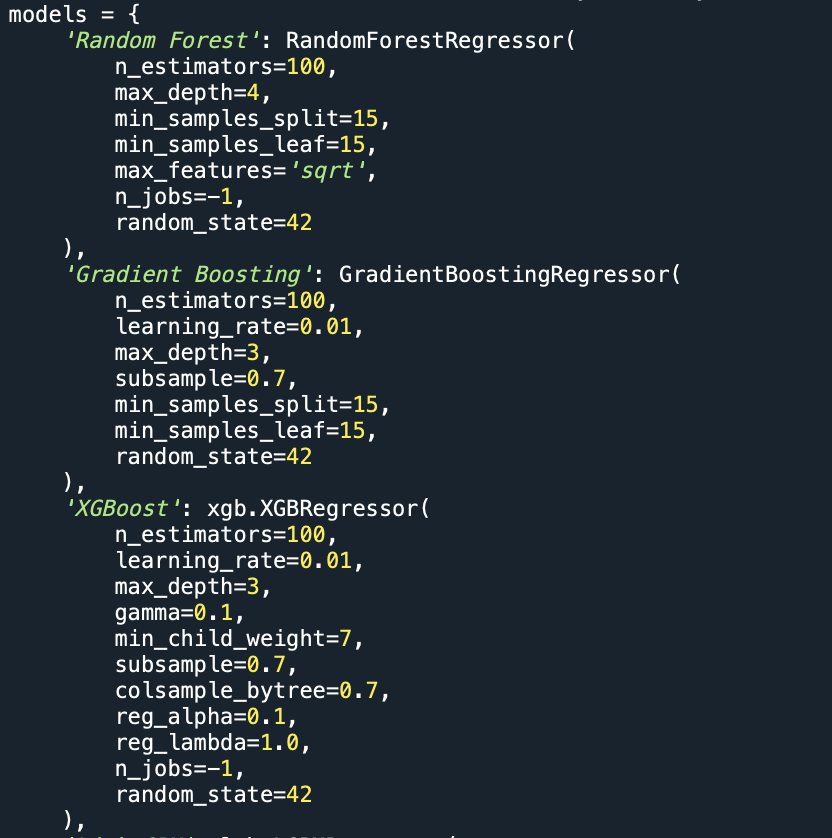 models = {
    'Random Forest': RandomForestRegressor(
        n_estimators=100,
        max_depth=4,
        min_samples_split=15,
        min_samples_leaf=15,
        max_features='sqrt',
        n_jobs=-1,
        random_state=42
    ),
    'Gradient Boosting': GradientBoostingRegressor(
        n_estimators=100,
        learning_rate=0.01,
        max_depth=3,
        subsample=0.7,
        min_samples_split=15,
        min_samples_leaf=15,
        random_state=42
    ),
    'XGBoost': xgb.XGBRegressor(
        n_estimators=100,
        learning_rate=0.01,
        max_depth=3,
        gamma=0.1,
        min_child_weight=7,
        subsample=0.7,
        colsample_bytree=0.7,
        reg_alpha=0.1,
        reg_lambda=1.0,
        n_jobs=-1,
        random_state=42
    ),